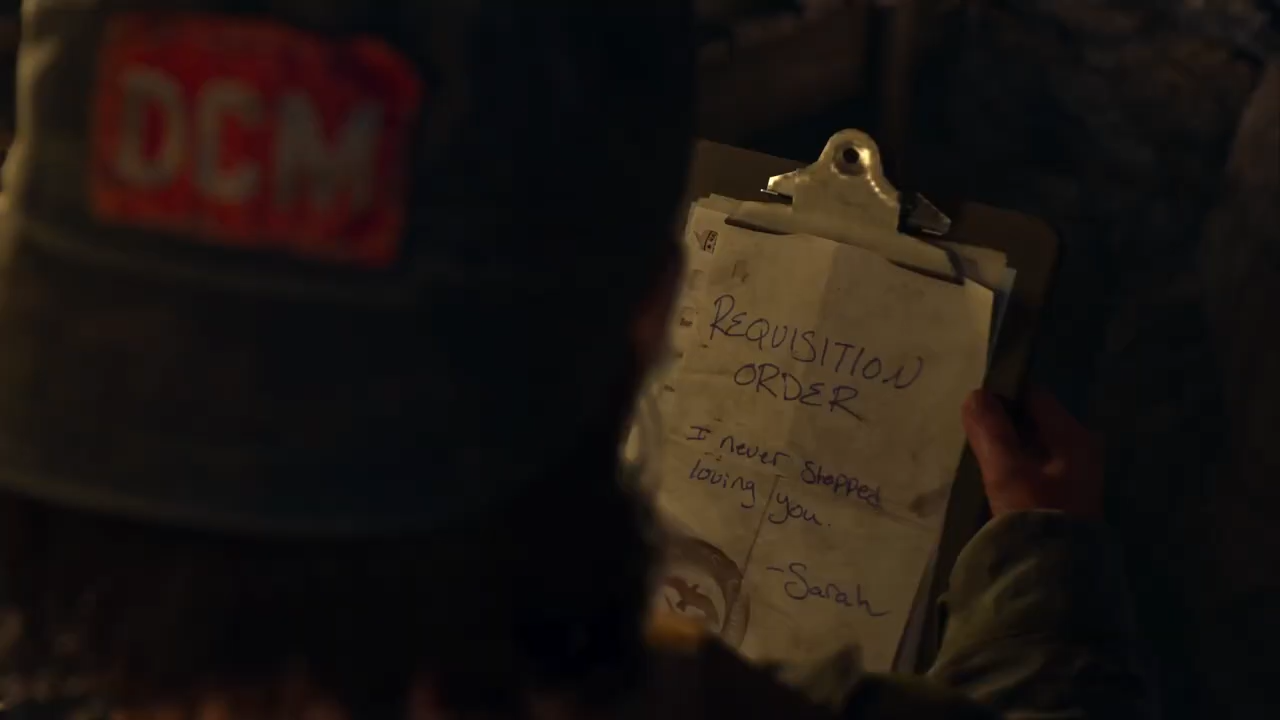 DCM
REQUISITION
ORDER
I never stopped
loving you.
-Sarah